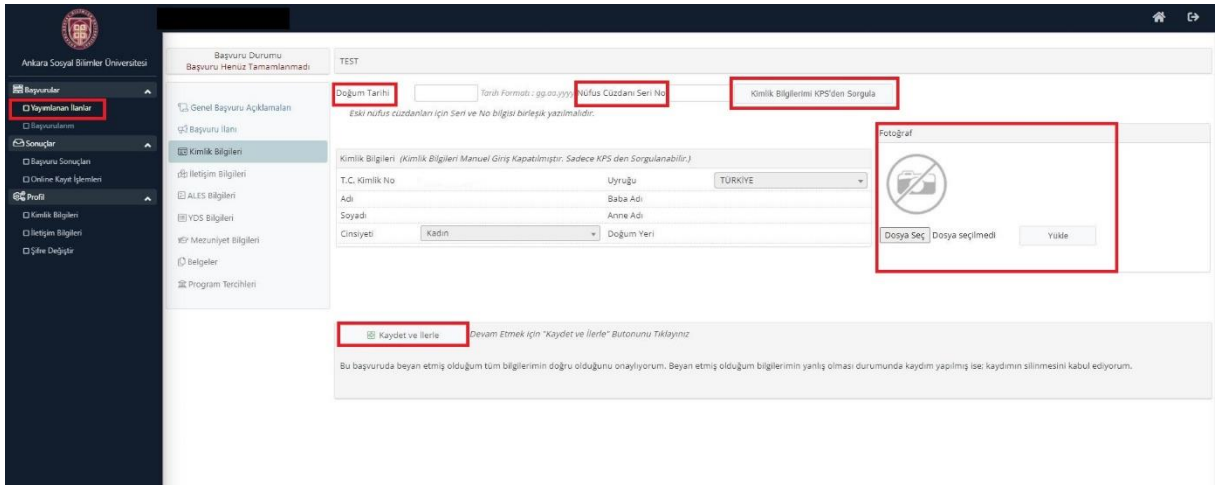 Ankara Sosyal Bilimler Üniversitesi
Başvurular
Yayımlanan İlanlar
Başvurularım
Sonuçlar
Başvuru Sonuçları
Online Kayıt İşlemleri
Profil
Kimlik Bilgileri
İletişim Bilgileri
Şifre Değiştir
Başvuru Durumu
Başvuru Henüz Tamamlanmadı
Genel Başvuru Açıklamaları
Başvuru İlanı
Kimlik Bilgileri
İletişim Bilgileri
ALES Bilgileri
YDS Bilgileri
Mezuniyet Bilgileri
Belgeler
Program Tercihleri
TEST
Doğum Tarihi Tarih Formatı : gg.aa.yyyy Nüfus Cüzdanı Seri No Kimlik Bilgilerimi KPS'den Sorgula
Eski nüfus cüzdanları için Seri ve No bilgisi birleşik yazılmalıdır.
Kimlik Bilgileri (Kimlik Bilgileri Manuel Giriş Kapatılmıştır. Sadece KPS den Sorgulanabilir.)
T.C. Kimlik No Uyruğu TÜRKİYE
Adı Baba Adı
Soyadı Anne Adı
Cinsiyeti Kadın Doğum Yeri
Fotoğraf
Dosya Seç Dosya seçilmedi Yükle
Kaydet ve İlerle Devam Etmek için "Kaydet ve İlerle" Butonunu Tıklayınız
Bu başvuruda beyan etmiş olduğum tüm bilgilerimin doğru olduğunu onaylıyorum. Beyan etmiş olduğum bilgilerimin yanlış olması durumunda kaydım yapılmış ise; kaydımın silinmesini kabul ediyorum.